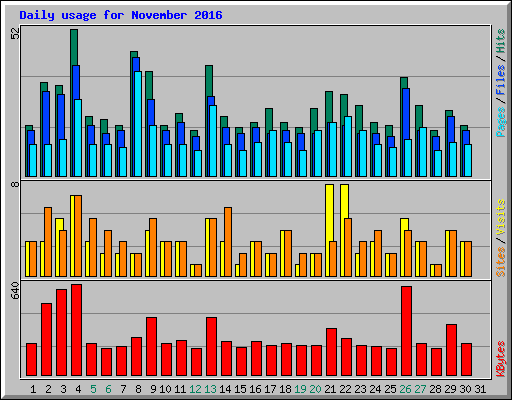 Daily usage for November 2016
52
Pages / Files / Hits
8
Sites / Visits
640
KBytes
1 2 3 4 5 6 7 8 9 10 11 12 13 14 15 16 17 18 19 20 21 22 23 24 25 26 27 28 29 30 31